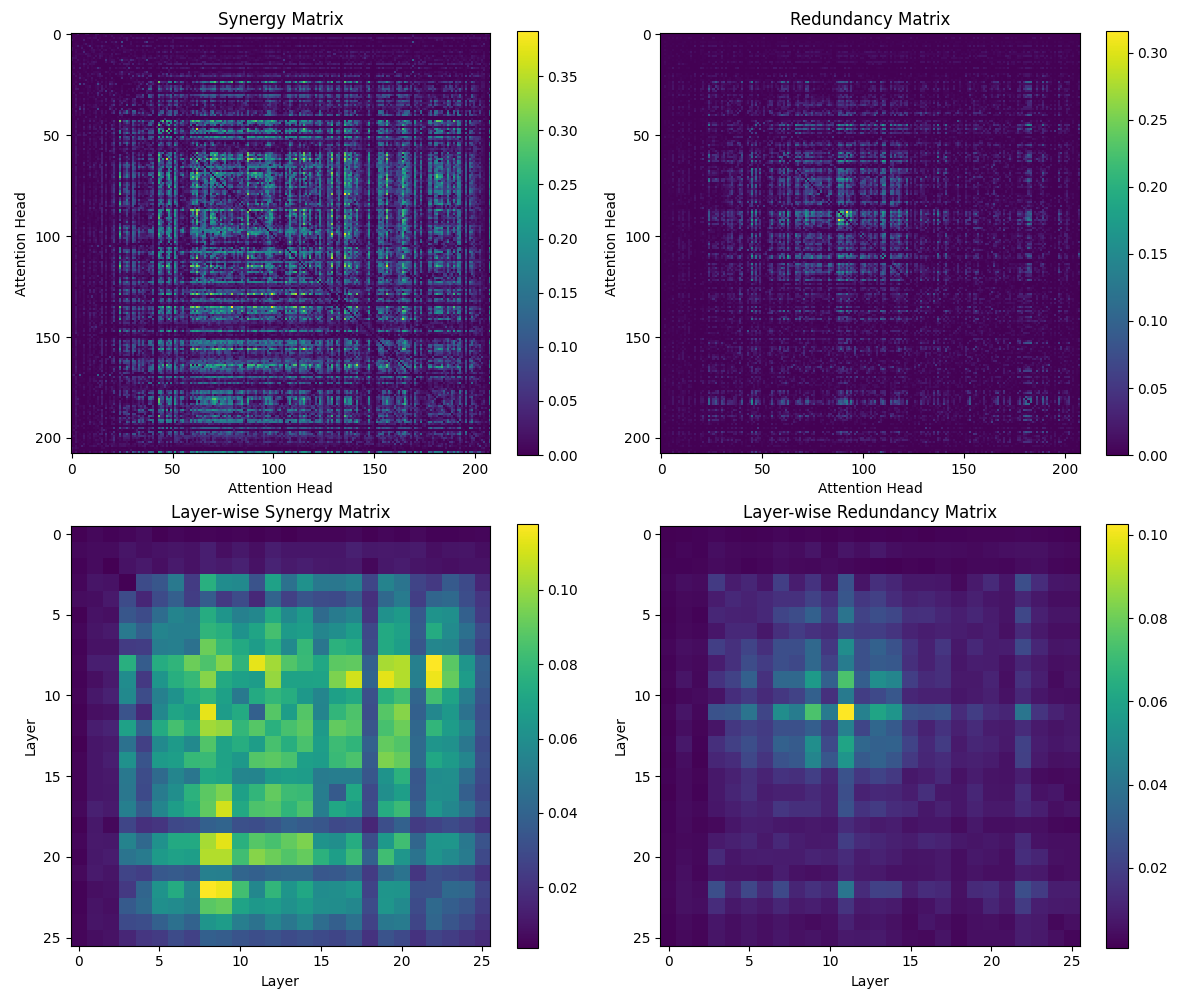 Synergy Matrix
0
50
100
150
200
0 50 100 150 200
Attention Head
Attention Head
0.35
0.30
0.25
0.20
0.15
0.10
0.05
0.00
Redundancy Matrix
0
50
100
150
200
0 50 100 150 200
Attention Head
Attention Head
0.30
0.25
0.20
0.15
0.10
0.05
0.00
Layer-wise Synergy Matrix
0
5
10
15
20
25
0 5 10 15 20 25
Layer
Layer
0.10
0.08
0.06
0.04
0.02
Layer-wise Redundancy Matrix
0
5
10
15
20
25
0 5 10 15 20 25
Layer
Layer
0.10
0.08
0.06
0.04
0.02